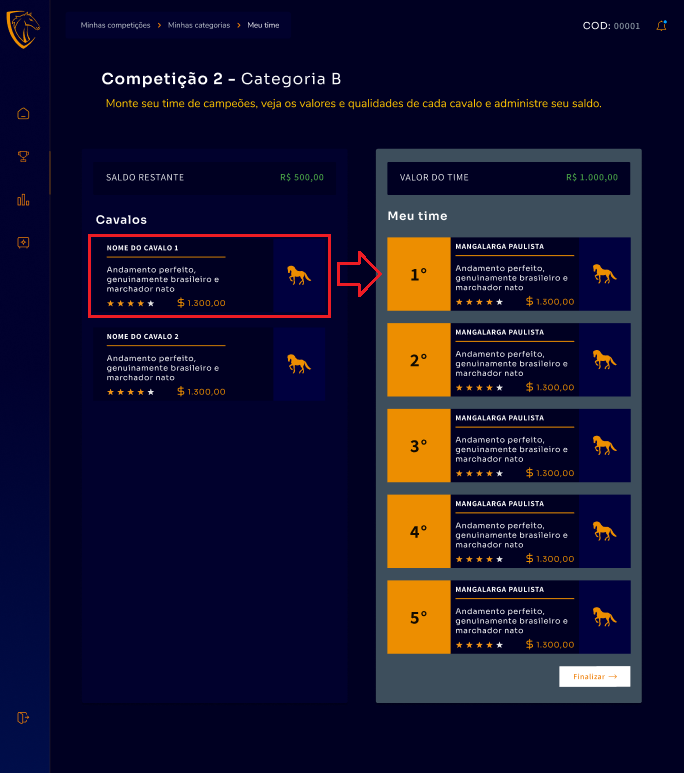 Minhas competições > Minhas categorias > Meu time
COD: 00001
Competição 2 - Categoria B
Monte seu time de campeões, veja os valores e qualidades de cada cavalo e administre seu saldo.
SALDO RESTANTE R$ 500,00
Cavalos
NOME DO CAVALO 1
Andamento perfeito,
genuinamente brasileiro e
marchador nato
$ 1.300,00
NOME DO CAVALO 2
Andamento perfeito,
genuinamente brasileiro e
marchador nato
$ 1.300,00
VALOR DO TIME R$ 1.000,00
Meu time
1°
MANGALARGA PAULISTA
Andamento perfeito,
genuinamente brasileiro e
marchador nato
$ 1.300,00
2°
MANGALARGA PAULISTA
Andamento perfeito,
genuinamente brasileiro e
marchador nato
$ 1.300,00
3°
MANGALARGA PAULISTA
Andamento perfeito,
genuinamente brasileiro e
marchador nato
$ 1.300,00
4°
MANGALARGA PAULISTA
Andamento perfeito,
genuinamente brasileiro e
marchador nato
$ 1.300,00
5°
MANGALARGA PAULISTA
Andamento perfeito,
genuinamente brasileiro e
marchador nato
$ 1.300,00
Finalizar →